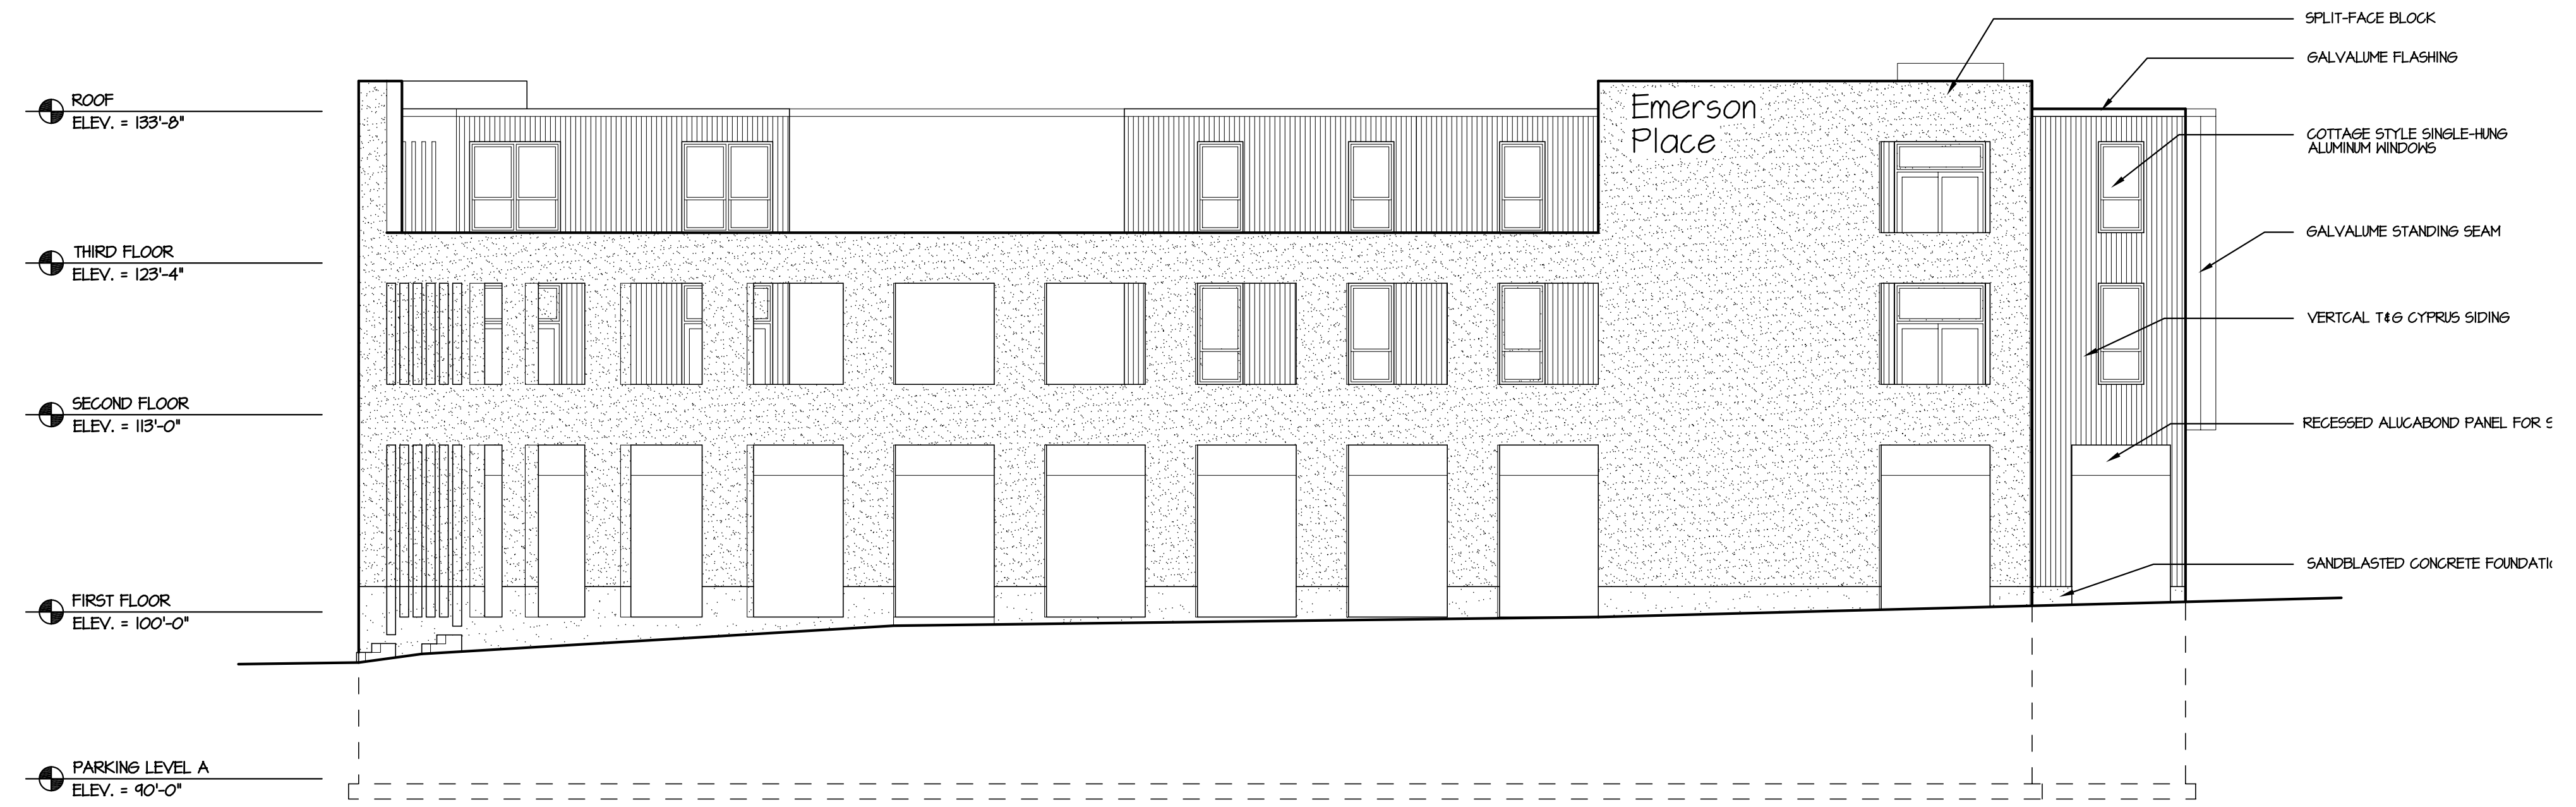 ROOF
ELEV. = 133'-8"
THIRD FLOOR
ELEV. = 123'-4"
SECOND FLOOR
ELEV. = 113'-0"
FIRST FLOOR
ELEV. = 100'-0"
PARKING LEVEL A
ELEV. = 90'-0"
Emerson
Place
SPLIT-FACE BLOCK
GALVALUME FLASHING
COTTAGE STYLE SINGLE-HUNG
ALUMINUM WINDOWS
GALVALUME STANDING SEAM
VERTCAL T&G CYPRUS SIDING
RECESSED ALUCABOND PANEL FOR
SANDBLASTED CONCRETE